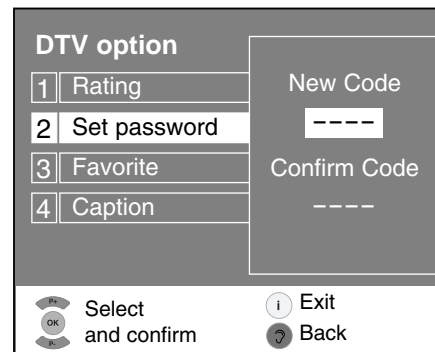 DTV option
1 Rating
2 Set password
3 Favorite
4 Caption
New Code
----
Confirm Code
----
P+
OK
P-
Select
and confirm
i Exit
Back